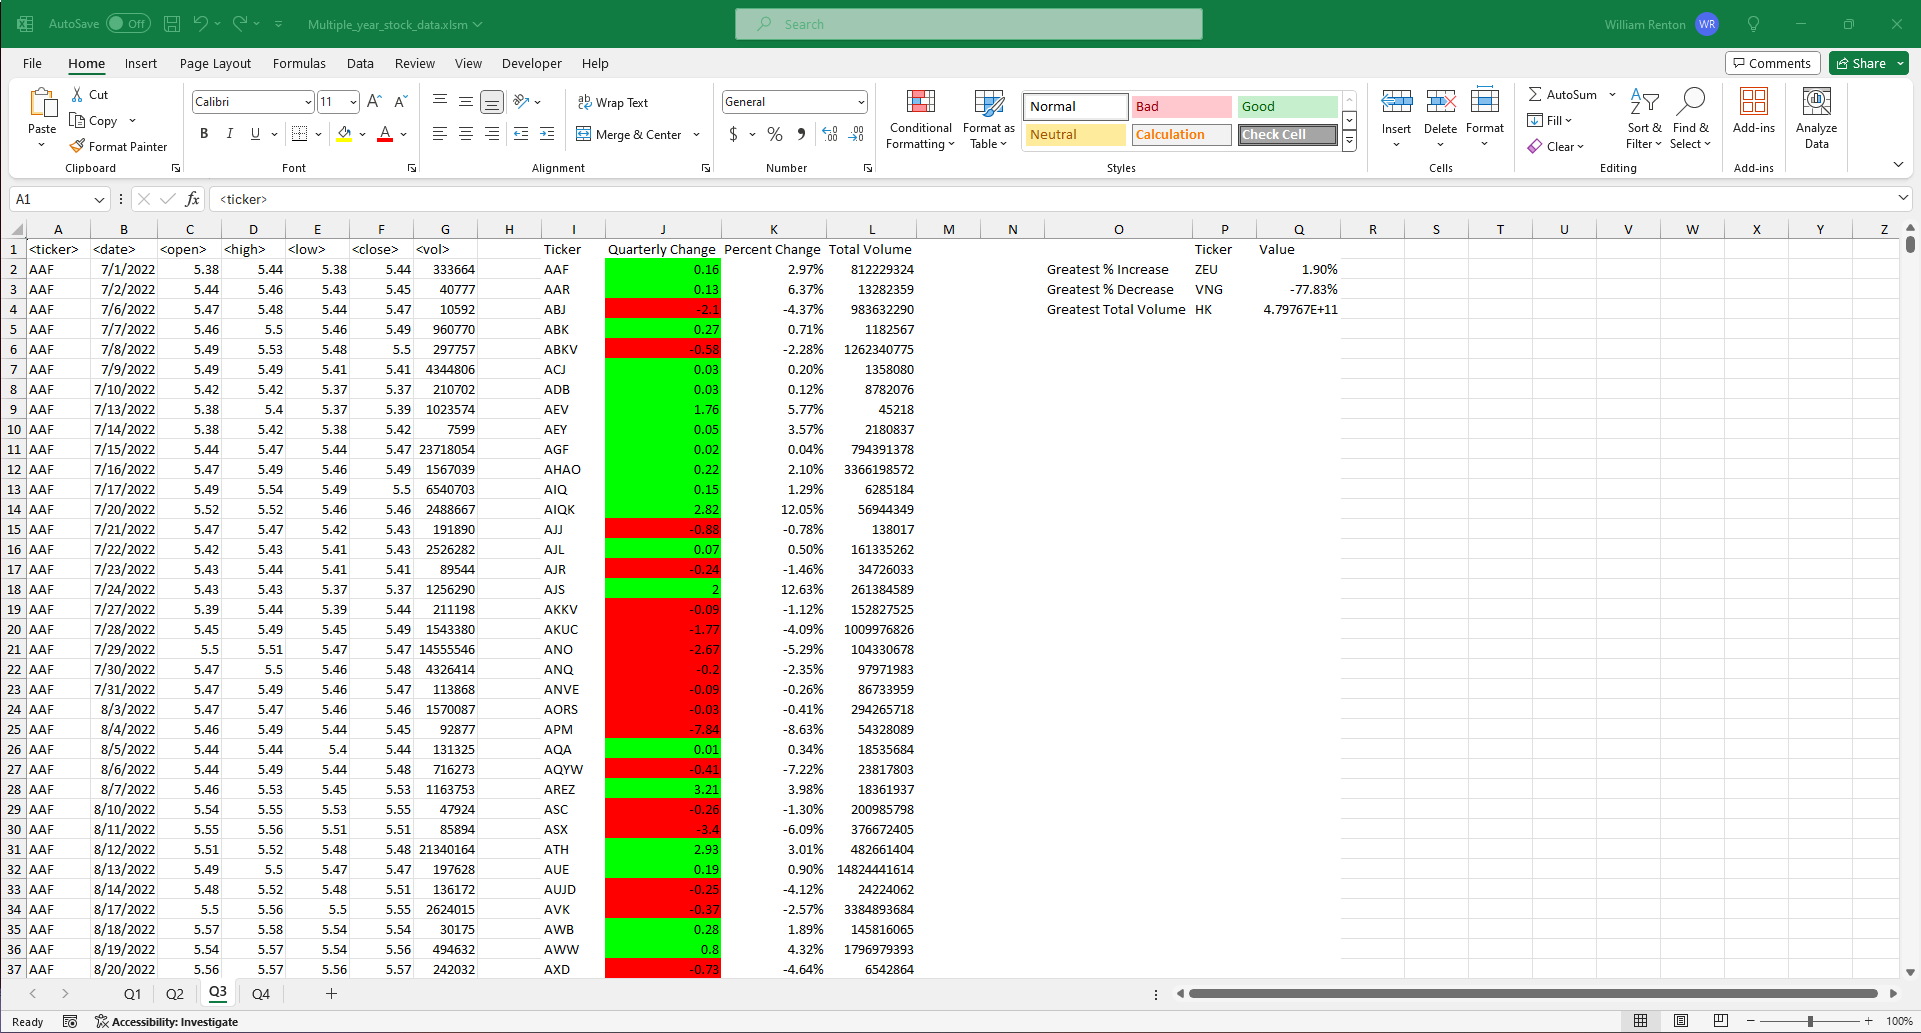 AutoSave Off Multiple_year_stock_data.xlsm Search William Renton WR
File Home Insert Page Layout Formulas Data Review View Developer Help Comments Share
Paste Cut Copy Format Painter Clipboard
Calibri 11 B I U Font
ab Wrap Text Merge & Center Alignment
General $ % Number
Conditional Formatting Format as Table Normal Bad Good Neutral Calculation Check Cell Styles
Insert Delete Format Cells
AutoSum Fill Clear Sort & Filter Find & Select Editing
Add-ins Add-ins
Analyze Data
A1 fx <ticker>
A B C D E F G H I J K L M N O P Q R S T U V W X Y Z
1 <ticker> <date> <open> <high> <low> <close> <vol> Ticker Quarterly Change Percent Change Total Volume Ticker Value
2 AAF 7/1/2022 5.38 5.44 5.38 5.44 333664 AAF 0.16 2.97% 812229324 Greatest % Increase ZEU 1.90%
3 AAF 7/2/2022 5.44 5.46 5.43 5.45 40777 AAR 0.13 6.37% 13282359 Greatest % Decrease VNG -77.83%
4 AAF 7/6/2022 5.47 5.48 5.44 5.47 10592 ABJ -2.1 -4.37% 983632290 Greatest Total Volume HK 4.79767E+11
5 AAF 7/7/2022 5.46 5.5 5.46 5.49 960770 ABK 0.27 0.71% 1182567
6 AAF 7/8/2022 5.49 5.53 5.48 5.5 297757 ABKV -0.58 -2.28% 1262340775
7 AAF 7/9/2022 5.49 5.49 5.41 5.41 4344806 ACJ 0.03 0.20% 1358080
8 AAF 7/10/2022 5.42 5.42 5.37 5.37 210702 ADB 0.03 0.12% 8782076
9 AAF 7/13/2022 5.38 5.4 5.37 5.39 1023574 AEV 1.76 5.77% 45218
10 AAF 7/14/2022 5.38 5.42 5.38 5.42 7599 AEY 0.05 3.57% 2180837
11 AAF 7/15/2022 5.44 5.47 5.44 5.47 23718054 AGF 0.02 0.04% 794391378
12 AAF 7/16/2022 5.47 5.49 5.46 5.49 1567039 AHAO 0.22 2.10% 3366198572
13 AAF 7/17/2022 5.49 5.54 5.49 5.5 6540703 AIQ 0.15 1.29% 6285184
14 AAF 7/20/2022 5.52 5.52 5.46 5.46 2488667 AIQK 2.82 12.05% 56944349
15 AAF 7/21/2022 5.47 5.47 5.42 5.43 191890 AJJ -0.88 -0.78% 138017
16 AAF 7/22/2022 5.42 5.43 5.41 5.43 2526282 AJL 0.07 0.50% 161335262
17 AAF 7/23/2022 5.43 5.44 5.41 5.41 89544 AJR -0.24 -1.46% 34726033
18 AAF 7/24/2022 5.43 5.43 5.37 5.37 1256290 AJS 2 12.63% 261384589
19 AAF 7/27/2022 5.39 5.44 5.39 5.44 211198 AKKV -0.09 -1.12% 152827525
20 AAF 7/28/2022 5.45 5.49 5.45 5.49 1543380 AKUC -1.77 -4.09% 1009976826
21 AAF 7/29/2022 5.5 5.51 5.47 5.47 14555546 ANO -2.67 -5.29% 104330678
22 AAF 7/30/2022 5.47 5.5 5.46 5.48 4326414 ANQ -0.2 -2.35% 97971983
23 AAF 7/31/2022 5.47 5.49 5.46 5.47 113868 ANVE -0.09 -0.26% 86733959
24 AAF 8/3/2022 5.47 5.47 5.46 5.46 1570087 AORS -0.03 -0.41% 294265718
25 AAF 8/4/2022 5.46 5.49 5.44 5.45 92877 APM -7.84 -8.63% 54328089
26 AAF 8/5/2022 5.44 5.44 5.4 5.44 131325 AQA 0.01 0.34% 18535684
27 AAF 8/6/2022 5.44 5.49 5.44 5.48 716273 AQYW -0.41 -7.22% 23817803
28 AAF 8/7/2022 5.46 5.53 5.45 5.53 1163753 AREZ 3.21 3.98% 18361937
29 AAF 8/10/2022 5.54 5.55 5.53 5.55 47924 ASC -0.26 -1.30% 200985798
30 AAF 8/11/2022 5.55 5.56 5.51 5.51 85894 ASX -3.4 -6.09% 376672405
31 AAF 8/12/2022 5.51 5.52 5.48 5.48 21340164 ATH 2.93 3.01% 482661404
32 AAF 8/13/2022 5.49 5.5 5.47 5.47 197628 AUE 0.19 0.90% 14824441614
33 AAF 8/14/2022 5.48 5.52 5.48 5.51 136172 AUJD -0.25 -4.12% 24224062
34 AAF 8/17/2022 5.5 5.56 5.5 5.55 2624015 AVK -0.37 -2.57% 3384893684
35 AAF 8/18/2022 5.57 5.58 5.54 5.54 30175 AWB 0.28 1.89% 145816065
36 AAF 8/19/2022 5.54 5.57 5.54 5.56 494632 AWW 0.8 4.32% 1796979393
37 AAF 8/20/2022 5.56 5.57 5.56 5.57 242032 AXD -0.73 -4.64% 6542864
Q1 Q2 Q3 Q4
Ready Accessibility: Investigate 100%